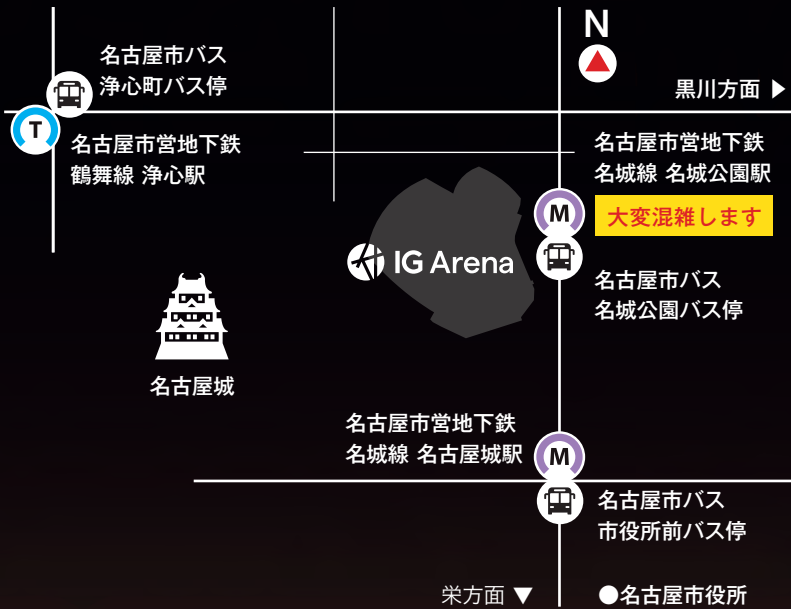 N
名古屋市バス
浄心町バス停
黒川方面 ▶
T
名古屋市営地下鉄
鶴舞線 浄心駅
名古屋市営地下鉄
名城線 名城公園駅
M
大変混雑します
IG Arena
名古屋市バス
名城公園バス停
名古屋城
名古屋市営地下鉄
名城線 名古屋城駅
M
名古屋市バス
市役所前バス停
栄方面 ▼
●名古屋市役所